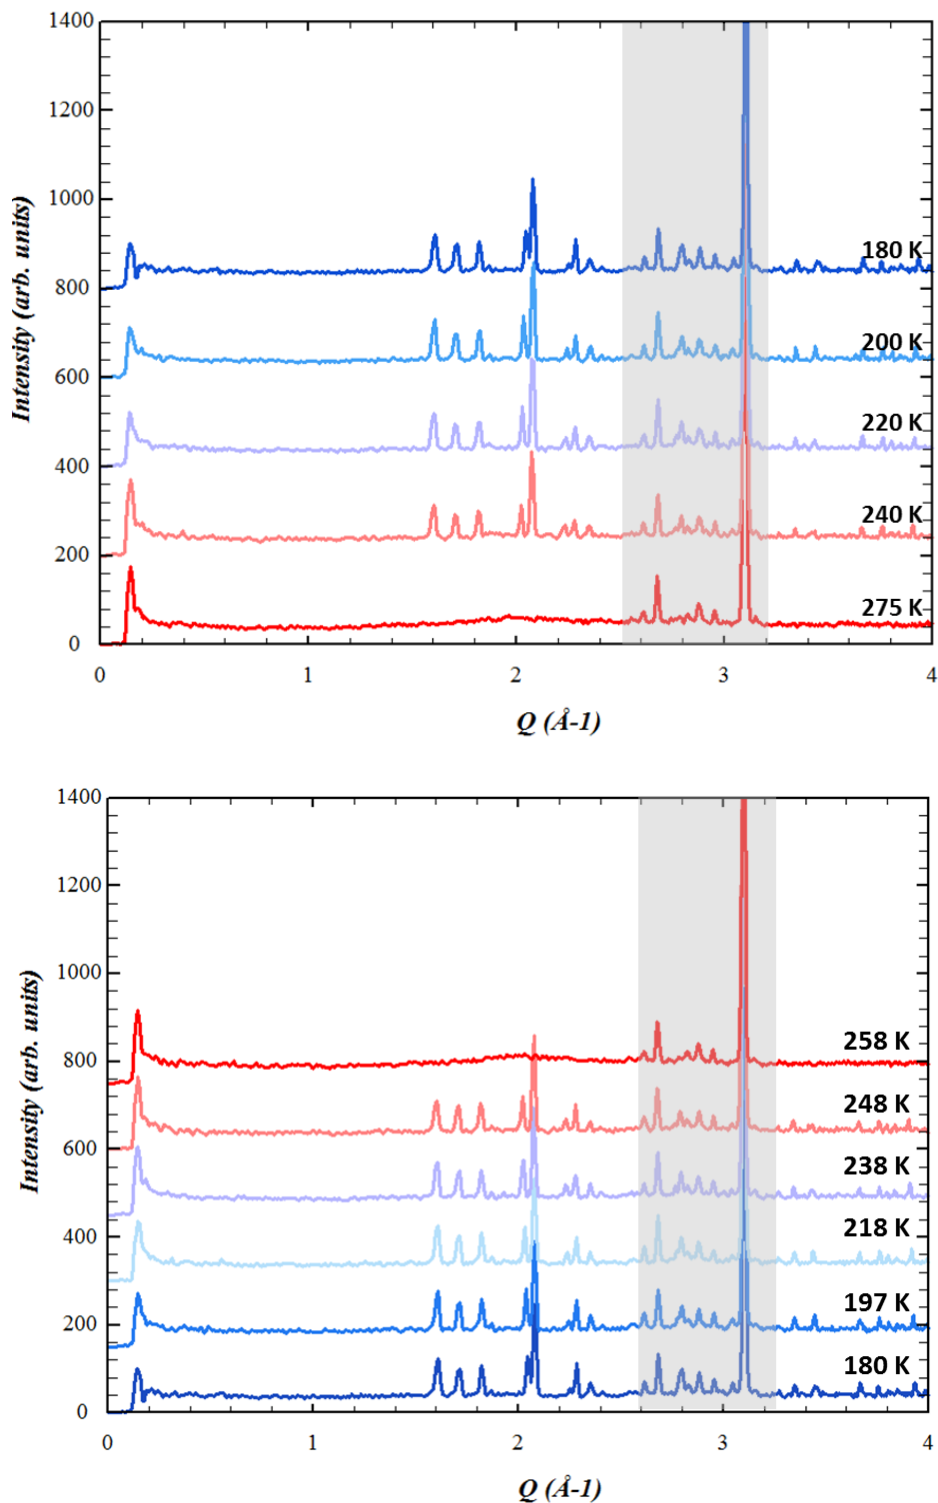 1400
1200
1000
800
600
400
200
0
Intensity (arb. units)
180 K
200 K
220 K
240 K
275 K
0 1 2 3 4
Q (Å-1)
1400
1200
1000
800
600
400
200
0
Intensity (arb. units)
258 K
248 K
238 K
218 K
197 K
180 K
0 1 2 3 4
Q (Å-1)